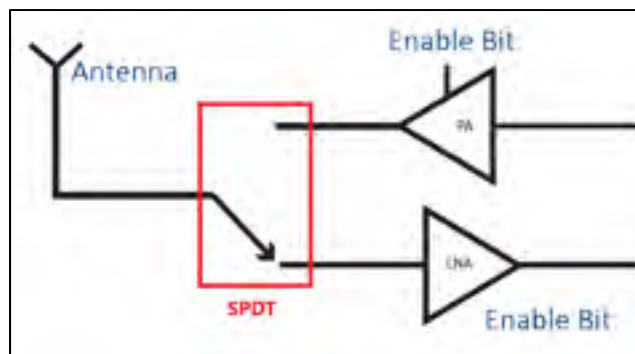 Enable Bit
Antenna
PA
LNA
SPDT
Enable Bit